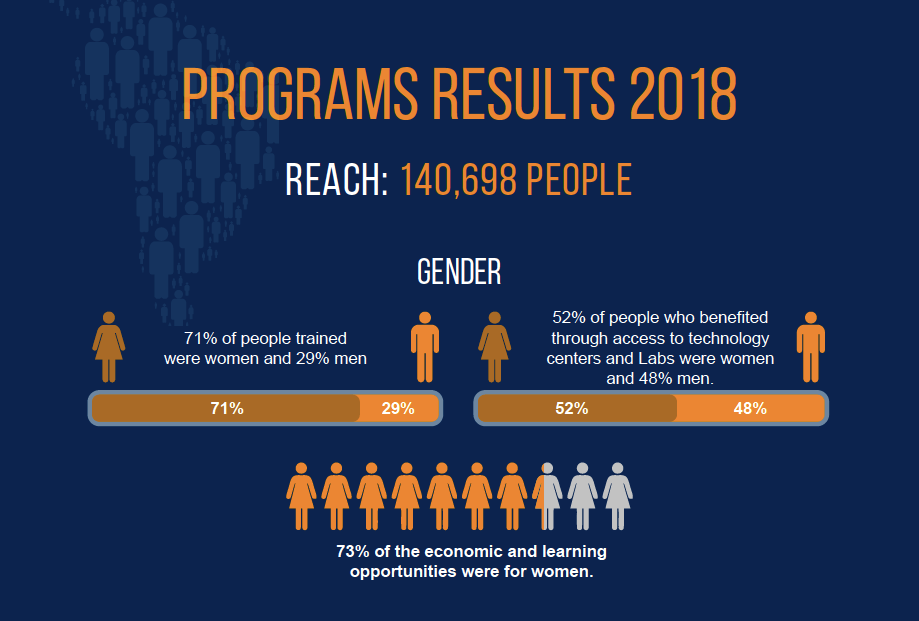 PROGRAMS RESULTS 2018
REACH: 140,698 PEOPLE
GENDER
71% of people trained
were women and 29% men
71% 29%
52% of people who benefited
through access to technology
centers and Labs were women
and 48% men.
52% 48%
73% of the economic and learning
opportunities were for women.